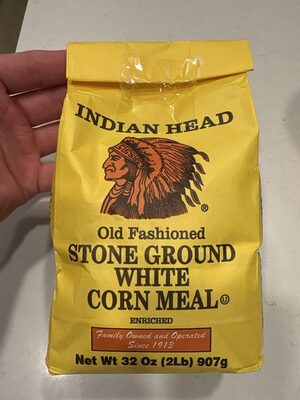 INDIAN HEAD
®
Old Fashioned
STONE GROUND
WHITE
CORN MEAL Ⓤ
ENRICHED
Family Owned and Operated
Since 1913
Net Wt 32 Oz (2Lb) 907g